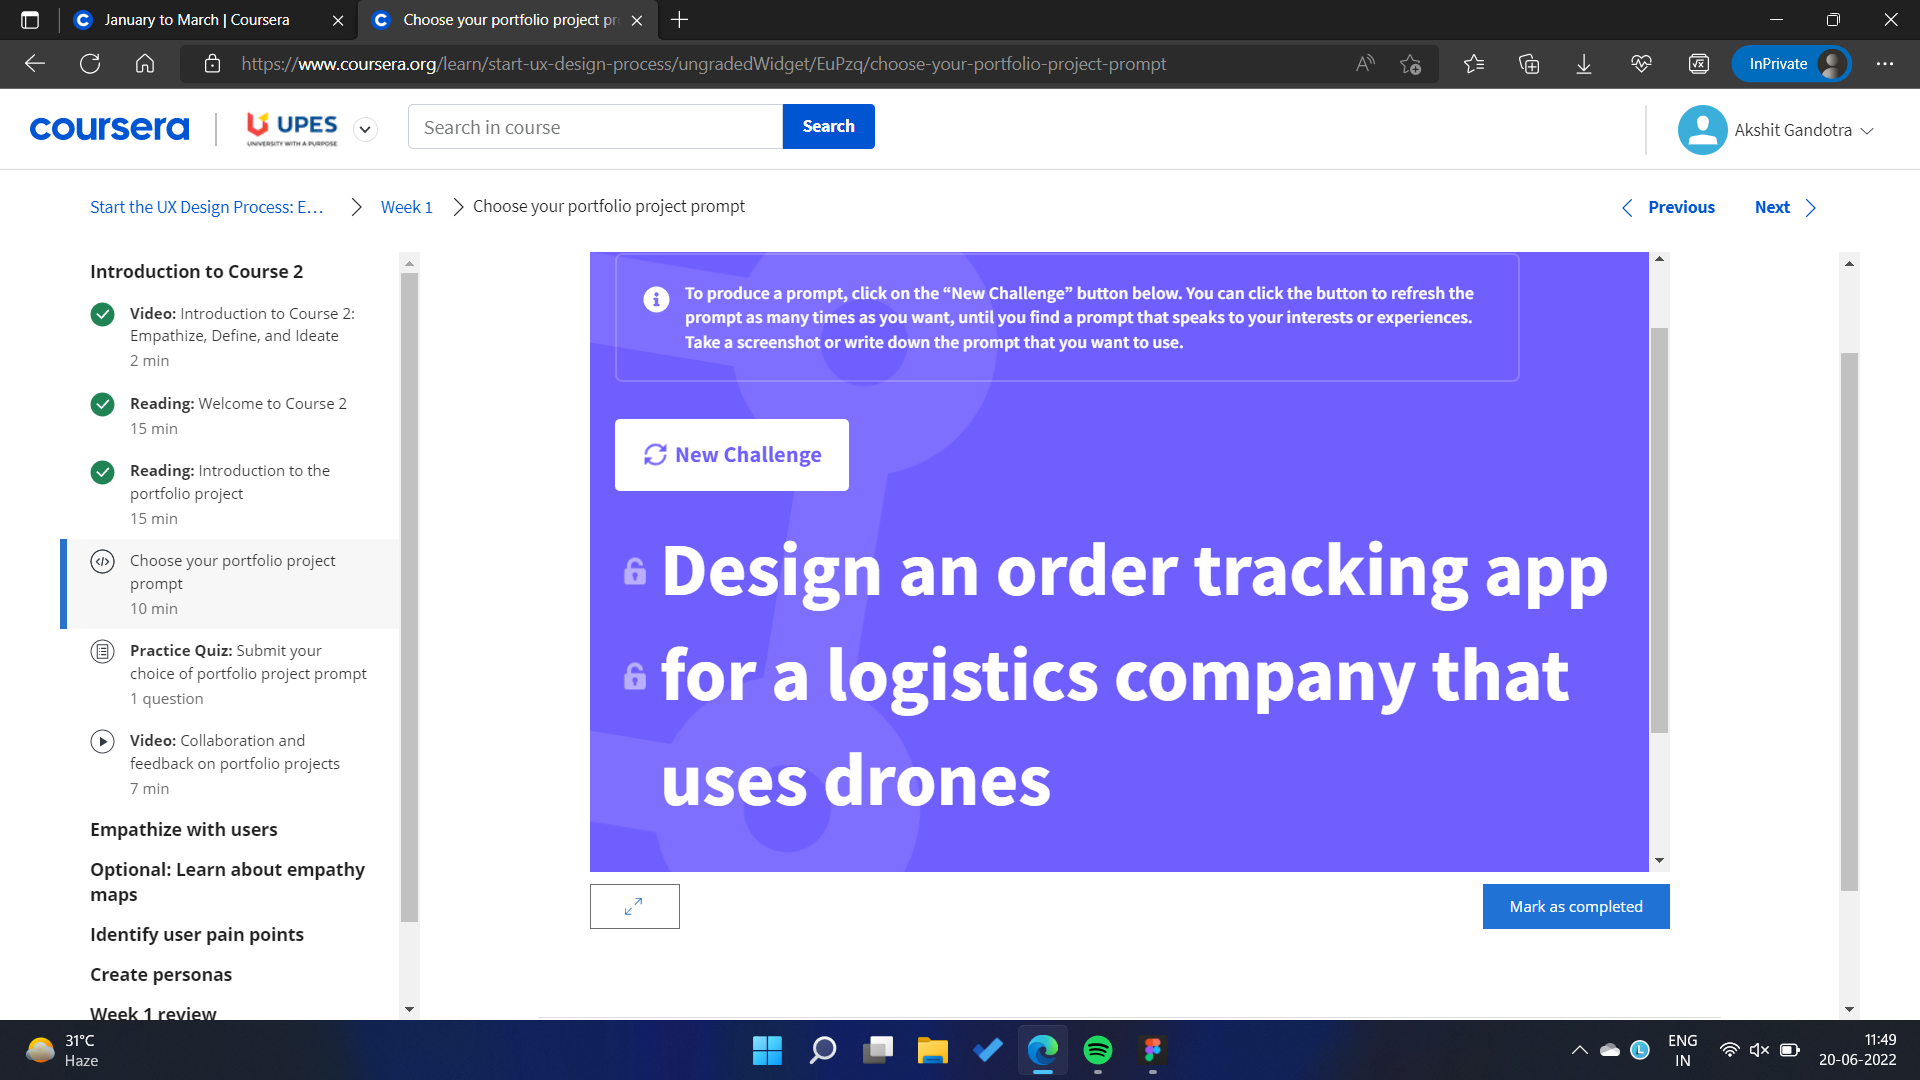 January to March | Coursera
Choose your portfolio project pr
https://www.coursera.org/learn/start-ux-design-process/ungradedWidget/EuPzq/choose-your-portfolio-project-prompt
InPrivate
coursera
UPES
UNIVERSITY WITH A PURPOSE
Search in course
Search
Akshit Gandotra
Start the UX Design Process: E...
Week 1
Choose your portfolio project prompt
Previous
Next
Introduction to Course 2
Video: Introduction to Course 2:
Empathize, Define, and Ideate
2 min
Reading: Welcome to Course 2
15 min
Reading: Introduction to the
portfolio project
15 min
Choose your portfolio project
prompt
10 min
Practice Quiz: Submit your
choice of portfolio project prompt
1 question
Video: Collaboration and
feedback on portfolio projects
7 min
Empathize with users
Optional: Learn about empathy
maps
Identify user pain points
Create personas
Week 1 review
To produce a prompt, click on the “New Challenge” button below. You can click the button to refresh the
prompt as many times as you want, until you find a prompt that speaks to your interests or experiences.
Take a screenshot or write down the prompt that you want to use.
New Challenge
Design an order tracking app
for a logistics company that
uses drones
Mark as completed
31°C
Haze
ENG
IN
11:49
20-06-2022